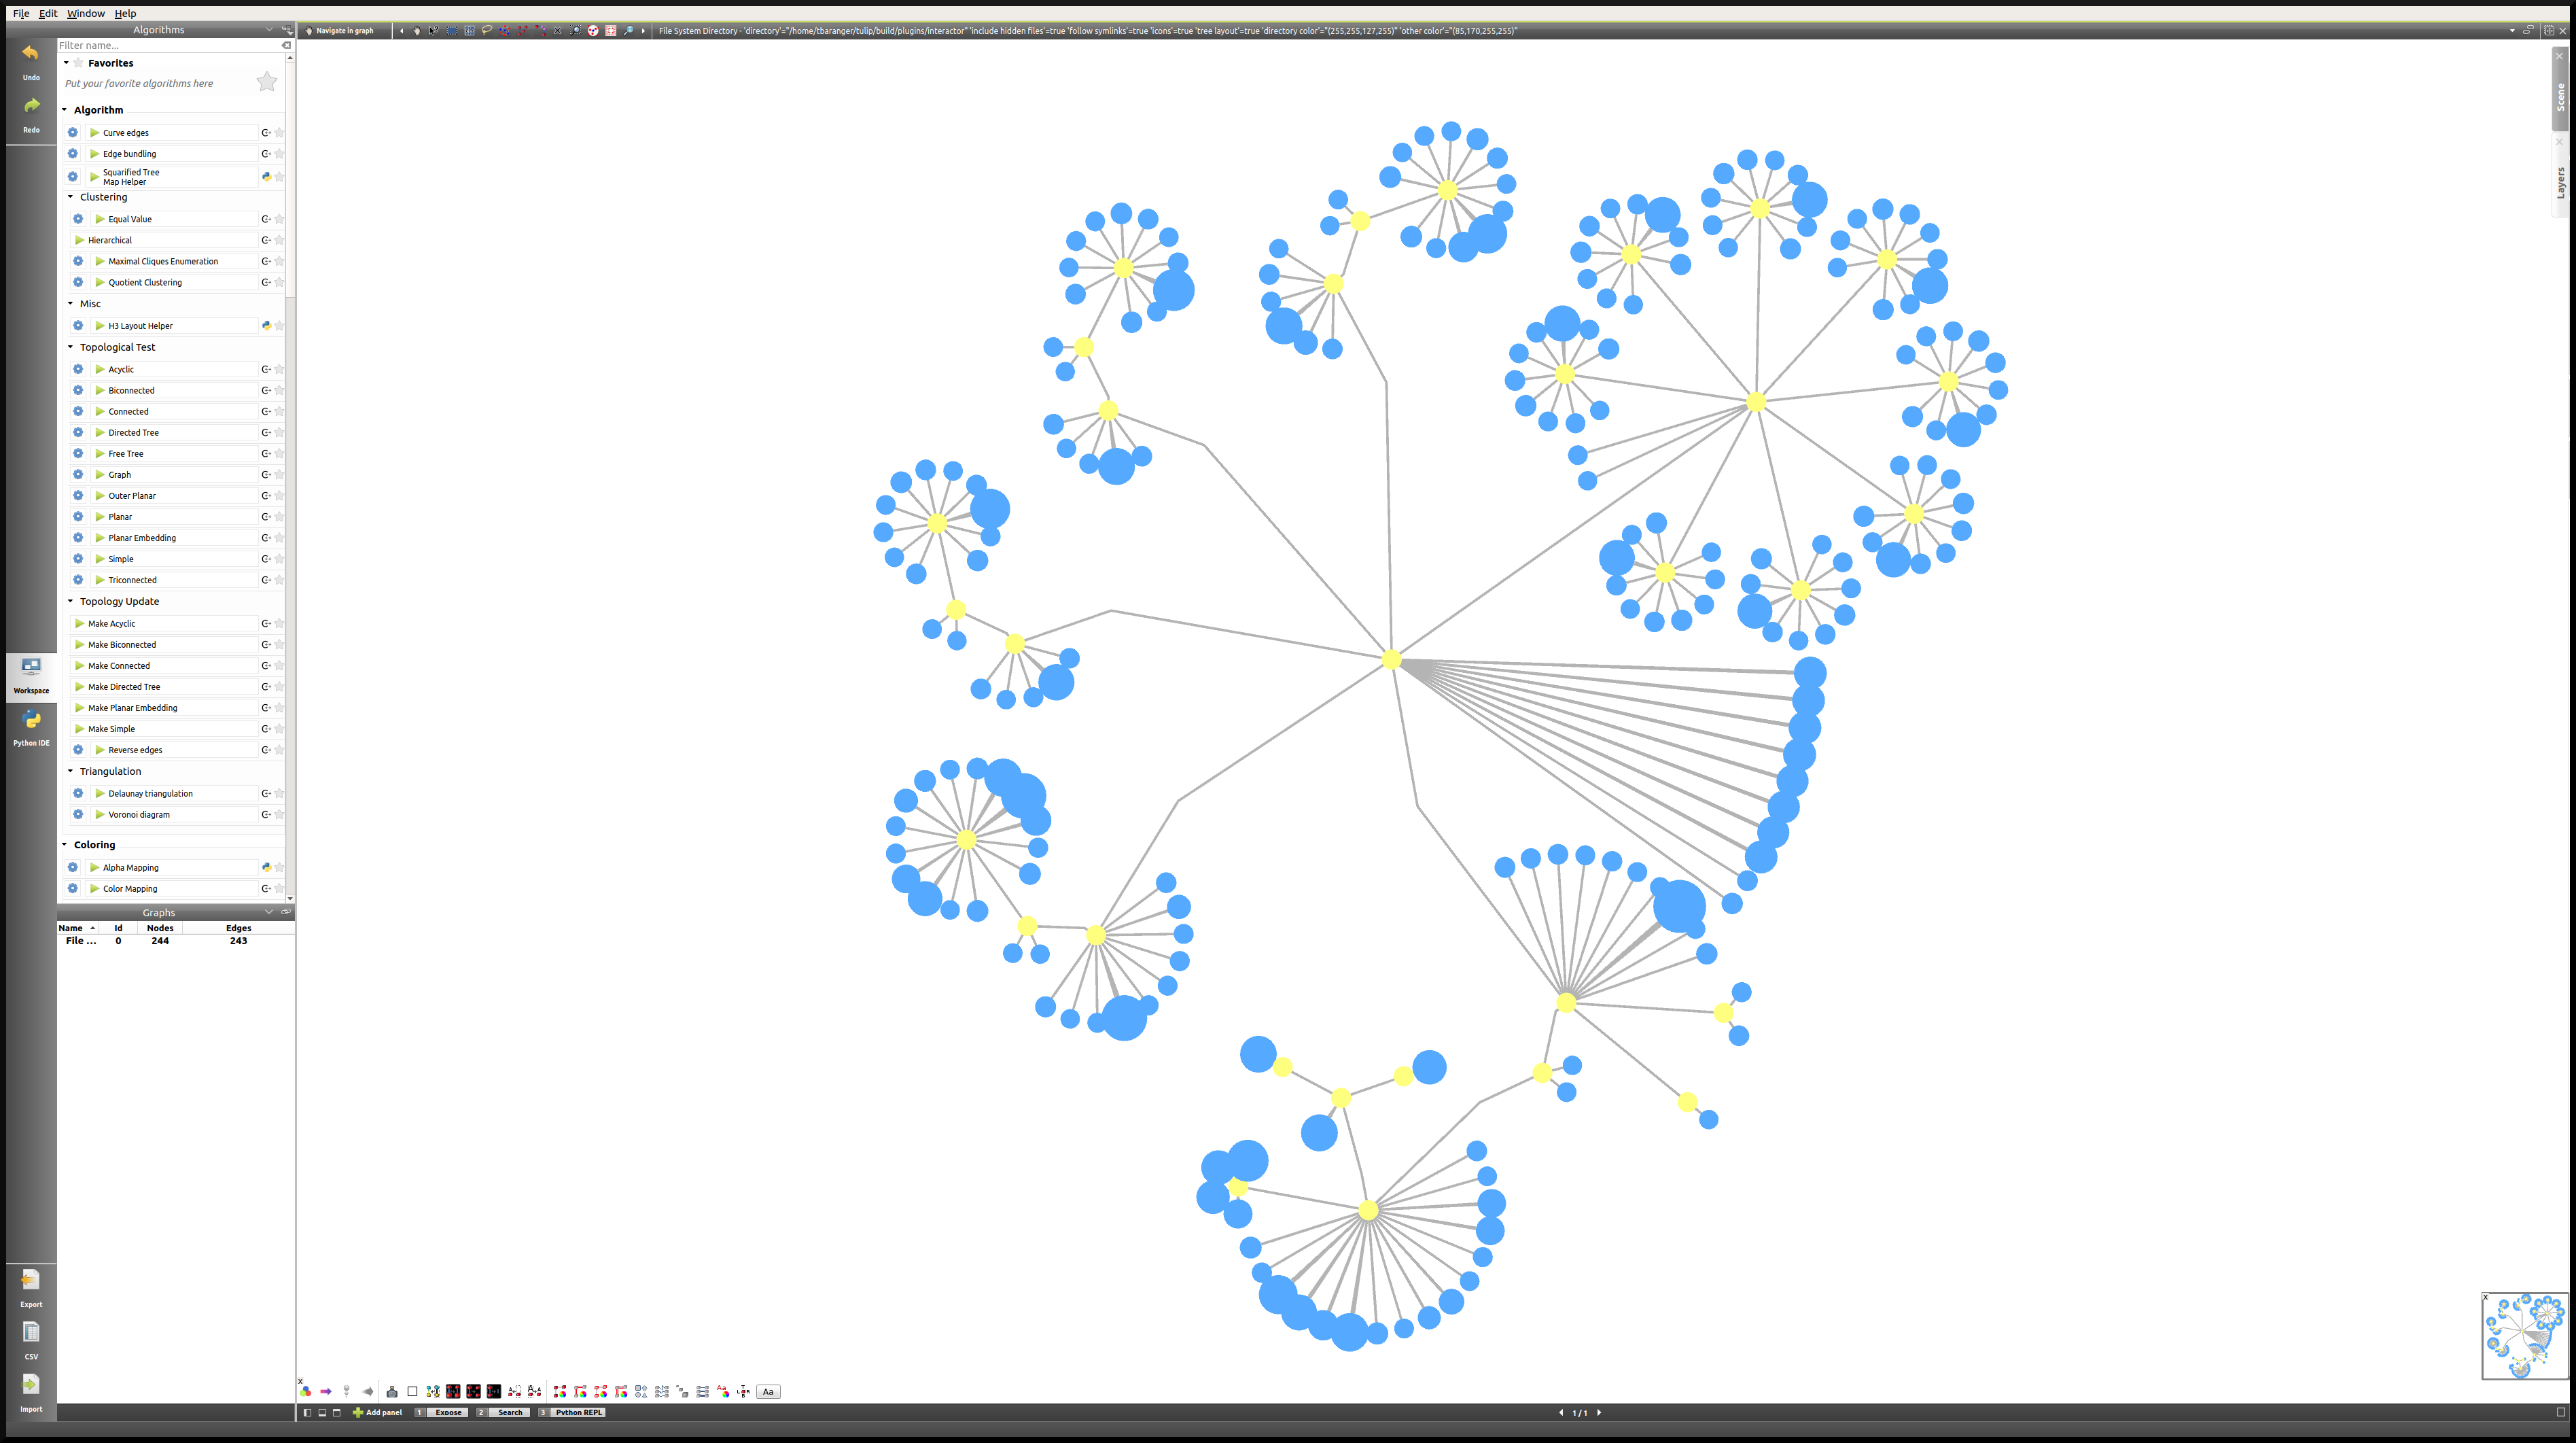 File Edit Window Help
Algorithms
Navigate in graph
File System Directory - 'directory'="/home/tbaranger/tulip/build/plugins/interactor" 'include hidden files'=true 'follow symlinks'=true 'icons'=true 'tree layout'=true 'directory color'="(255,255,127,255)" 'other color'="(85,170,255,255)"
Filter name...
Undo
Redo
Favorites
Put your favorite algorithms here
Algorithm
Curve edges
Edge bundling
Squarified Tree
Map Helper
Clustering
Equal Value
Hierarchical
Maximal Cliques Enumeration
Quotient Clustering
Misc
H3 Layout Helper
Topological Test
Acyclic
Biconnected
Connected
Directed Tree
Free Tree
Graph
Outer Planar
Planar
Planar Embedding
Simple
Triconnected
Topology Update
Make Acyclic
Make Biconnected
Make Connected
Make Directed Tree
Make Planar Embedding
Make Simple
Reverse edges
Triangulation
Delaunay triangulation
Voronoi diagram
Coloring
Alpha Mapping
Color Mapping
Workspace
Python IDE
Graphs
Name Id Nodes Edges
File ... 0 244 243
Export
CSV
Import
Scene
Layers
x
x
Aa
Add panel
1 Expose
2 Search
3 Python REPL
1 / 1